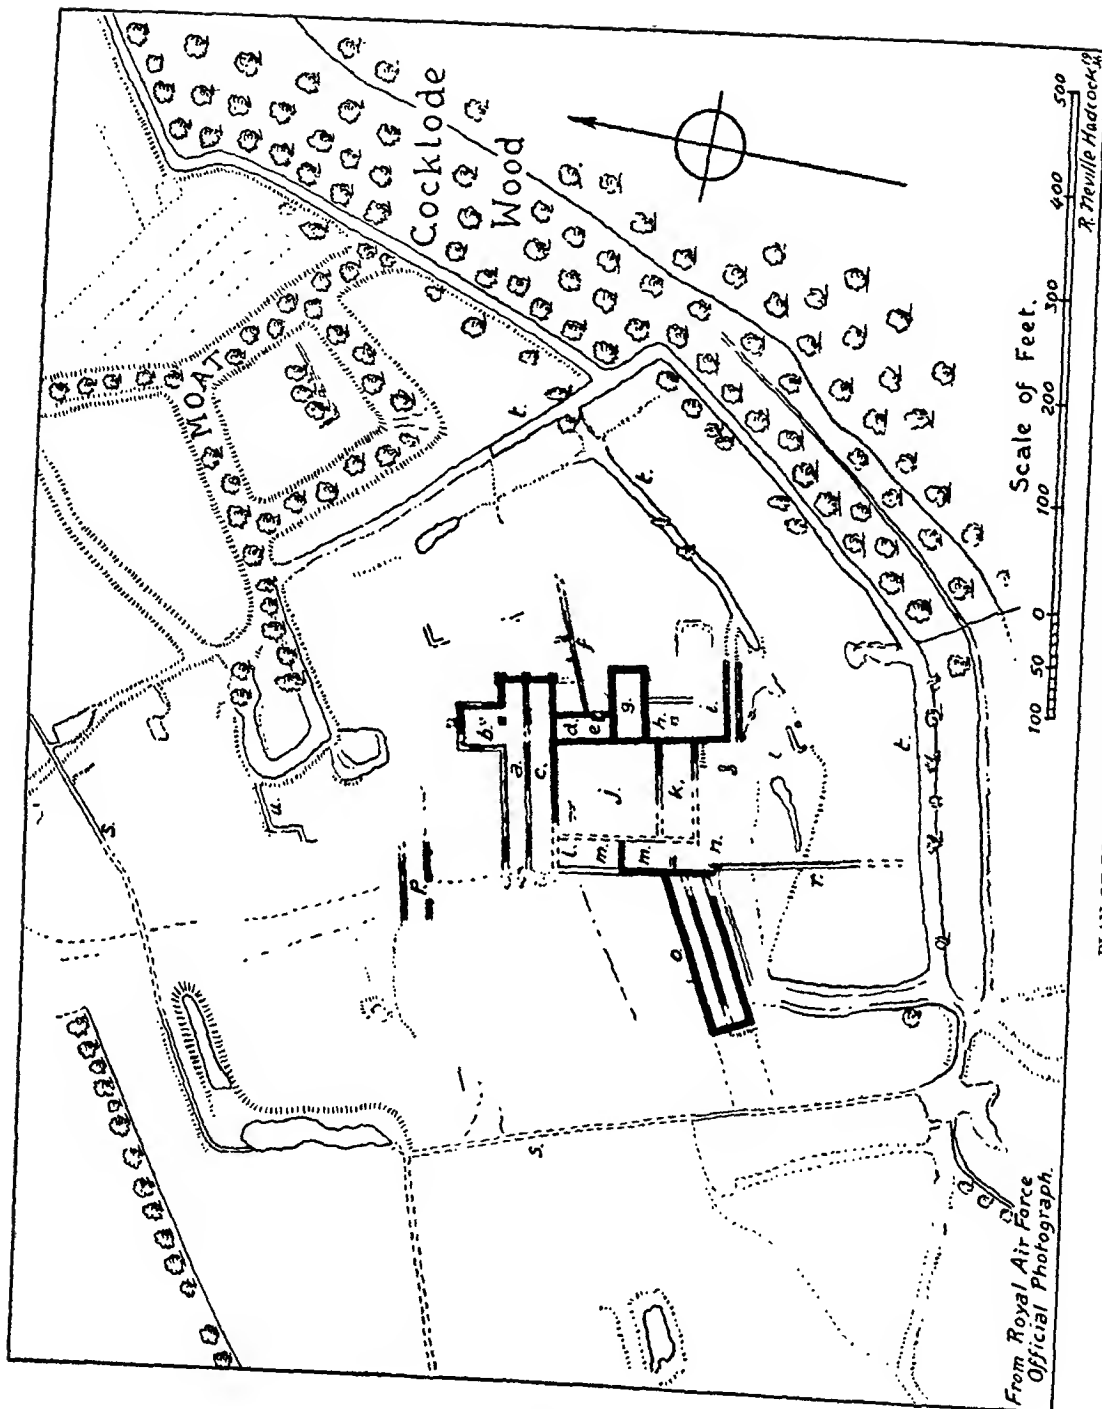 Cocklode
Wood
MOAT
t.
s.
u.
t.
p.
b.
a.
c.
d.
e.
f
g.
j.
h.
k.
i.
l.
m.
m.
n.
o.
r.
t.
s.
Scale of Feet.
100 50 0 100 200 300 400 500
R. Neville Hadcock
From Royal Air Force
Official Photograph.